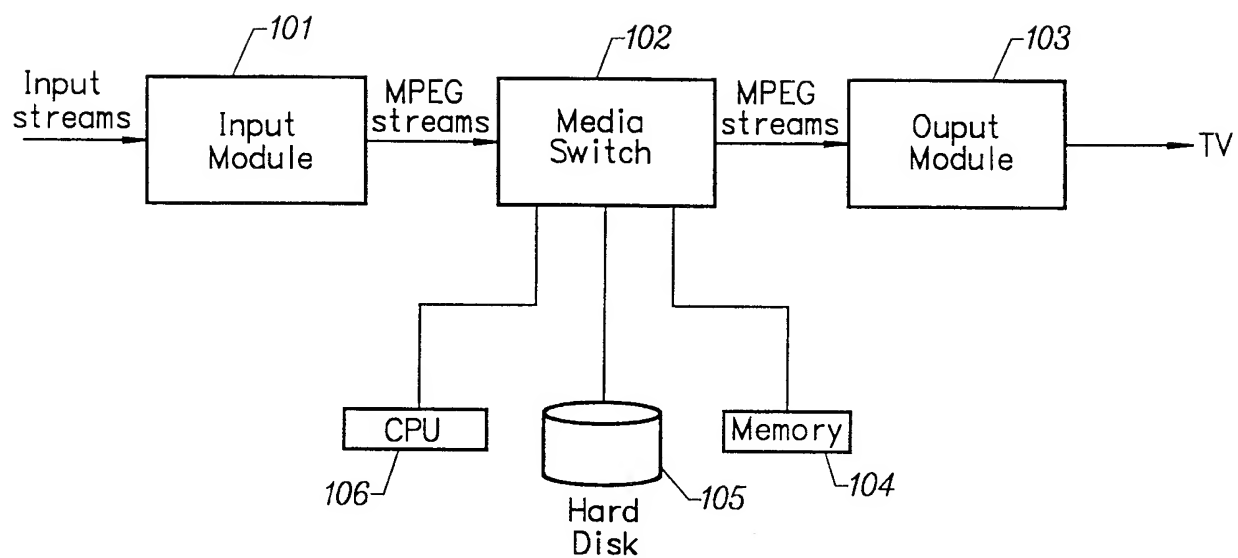 101
102
103
Input
streams
Input
Module
MPEG
streams
Media
Switch
MPEG
streams
Ouput
Module
TV
CPU
106
Hard
Disk
105
Memory
104